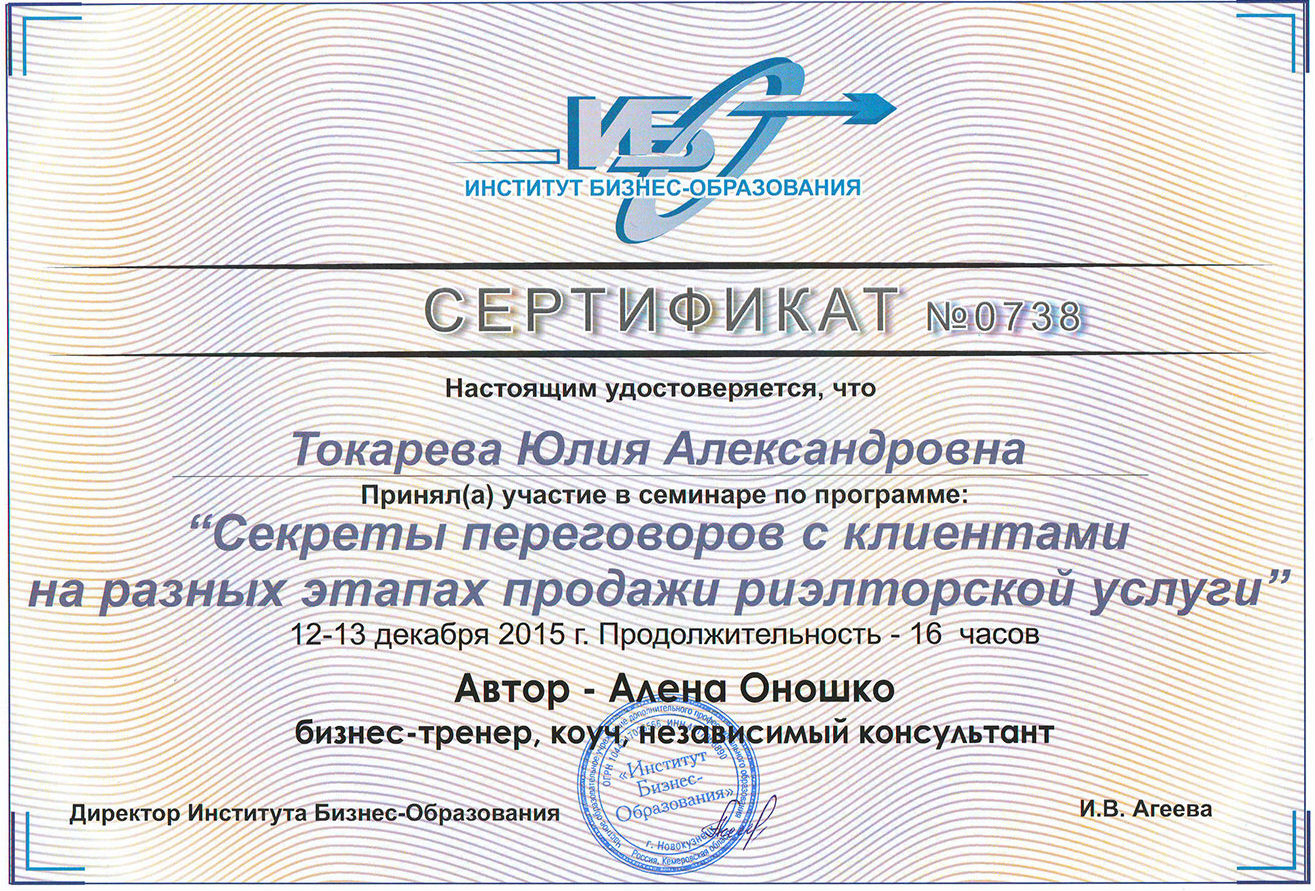 ИБО
ИНСТИТУТ БИЗНЕС-ОБРАЗОВАНИЯ
СЕРТИФИКАТ №0738
Настоящим удостоверяется, что
Токарева Юлия Александровна
Принял(а) участие в семинаре по программе:
“Секреты переговоров с клиентами
на разных этапах продажи риэлторской услуги”
12-13 декабря 2015 г. Продолжительность - 16 часов
Автор - Алена Оношко
бизнес-тренер, коуч, независимый консультант
Директор Института Бизнес-Образования
И.В. Агеева
«Институт
Бизнес-
Образования»
г. Новокузнецк
Россия, Кемеровская область